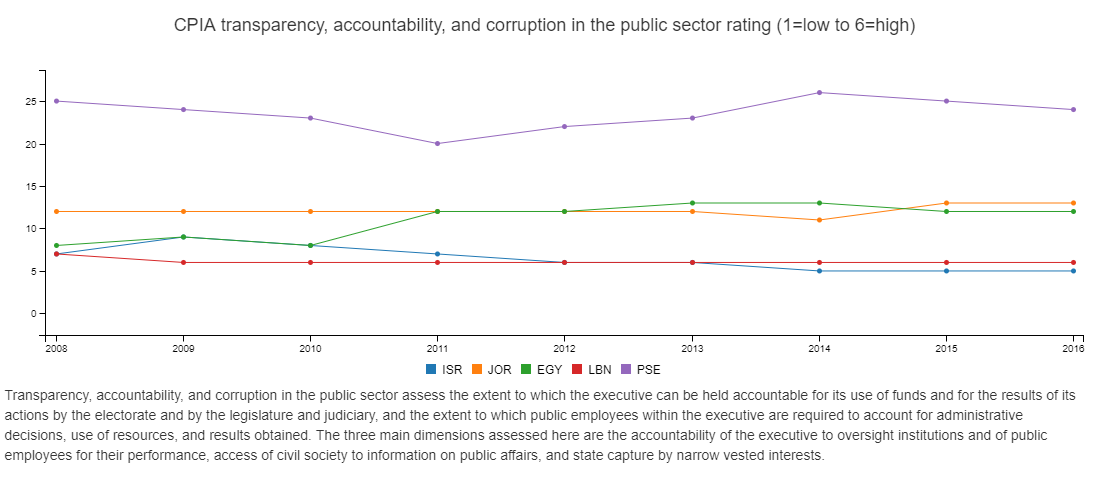 CPIA transparency, accountability, and corruption in the public sector rating (1=low to 6=high)
25
20
15
10
5
0
2008 2009 2010 2011 2012 2013 2014 2015 2016
ISR JOR EGY LBN PSE
Transparency, accountability, and corruption in the public sector assess the extent to which the executive can be held accountable for its use of funds and for the results of its
actions by the electorate and by the legislature and judiciary, and the extent to which public employees within the executive are required to account for administrative
decisions, use of resources, and results obtained. The three main dimensions assessed here are the accountability of the executive to oversight institutions and of public
employees for their performance, access of civil society to information on public affairs, and state capture by narrow vested interests.